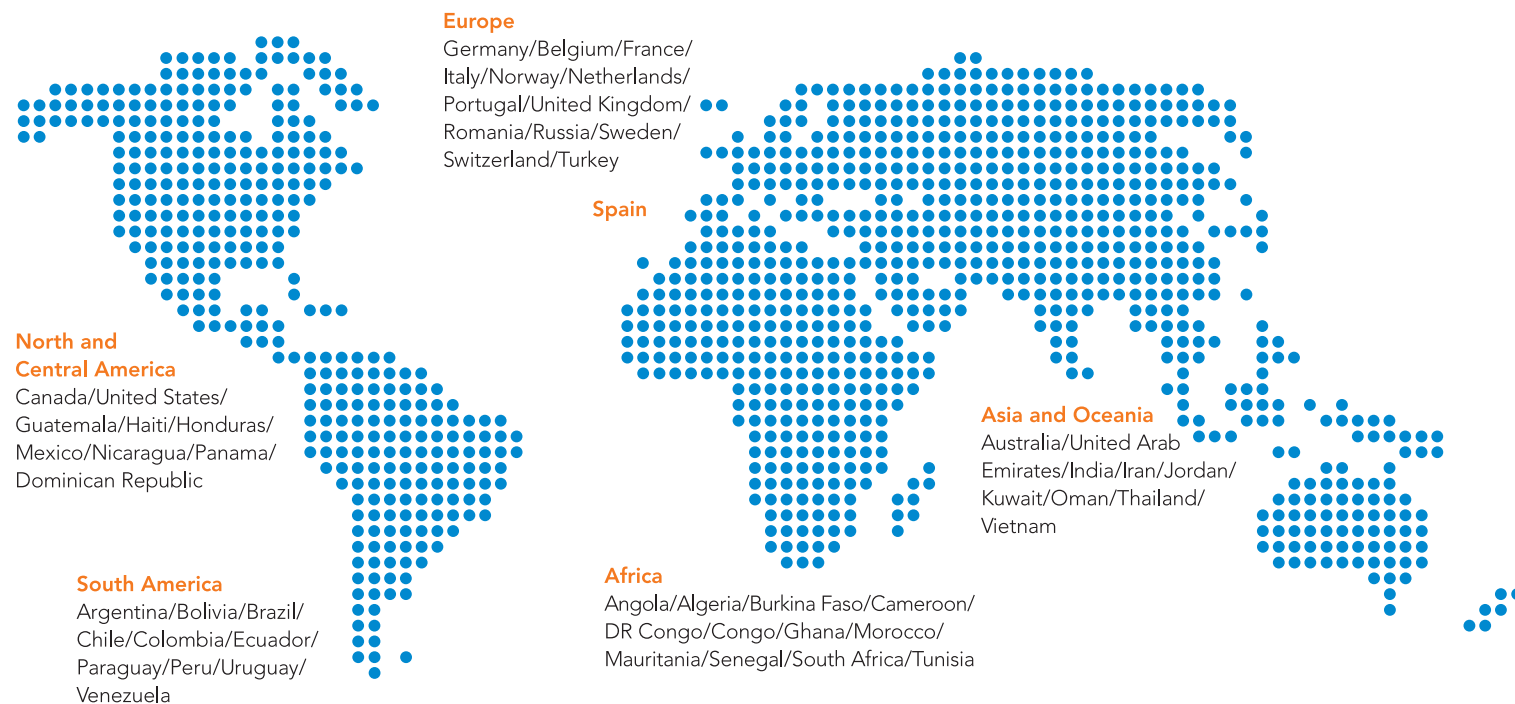 Europe
Germany/Belgium/France/
Italy/Norway/Netherlands/
Portugal/United Kingdom/
Romania/Russia/Sweden/
Switzerland/Turkey
Spain
North and
Central America
Canada/United States/
Guatemala/Haiti/Honduras/
Mexico/Nicaragua/Panama/
Dominican Republic
Asia and Oceania
Australia/United Arab
Emirates/India/Iran/Jordan/
Kuwait/Oman/Thailand/
Vietnam
South America
Argentina/Bolivia/Brazil/
Chile/Colombia/Ecuador/
Paraguay/Peru/Uruguay/
Venezuela
Africa
Angola/Algeria/Burkina Faso/Cameroon/
DR Congo/Congo/Ghana/Morocco/
Mauritania/Senegal/South Africa/Tunisia